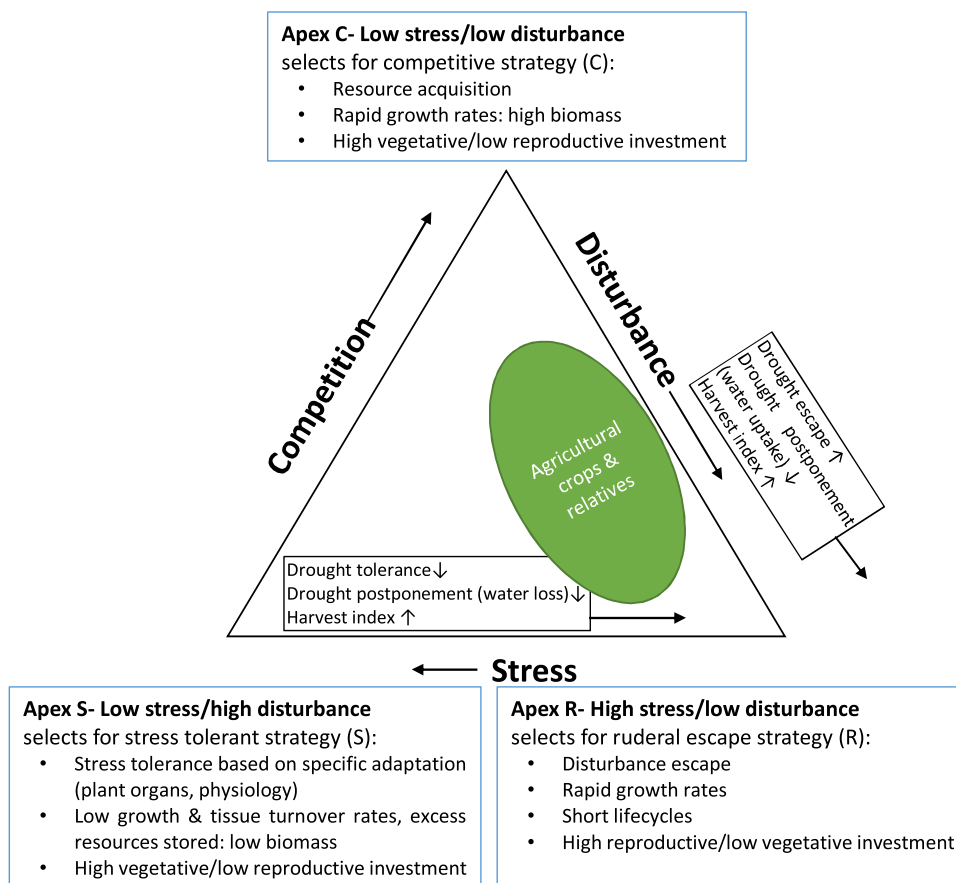 Apex C- Low stress/low disturbance
selects for competitive strategy (C):
• Resource acquisition
• Rapid growth rates: high biomass
• High vegetative/low reproductive investment
Competition
Disturbance
Drought escape ↑
Drought postponement
(water uptake) ↓
Harvest index ↑
Agricultural
crops &
relatives
Drought tolerance↓
Drought postponement (water loss)↓
Harvest index ↑
Stress
Apex S- Low stress/high disturbance
selects for stress tolerant strategy (S):
• Stress tolerance based on specific adaptation
(plant organs, physiology)
• Low growth & tissue turnover rates, excess
resources stored: low biomass
• High vegetative/low reproductive investment
Apex R- High stress/low disturbance
selects for ruderal escape strategy (R):
• Disturbance escape
• Rapid growth rates
• Short lifecycles
• High reproductive/low vegetative investment